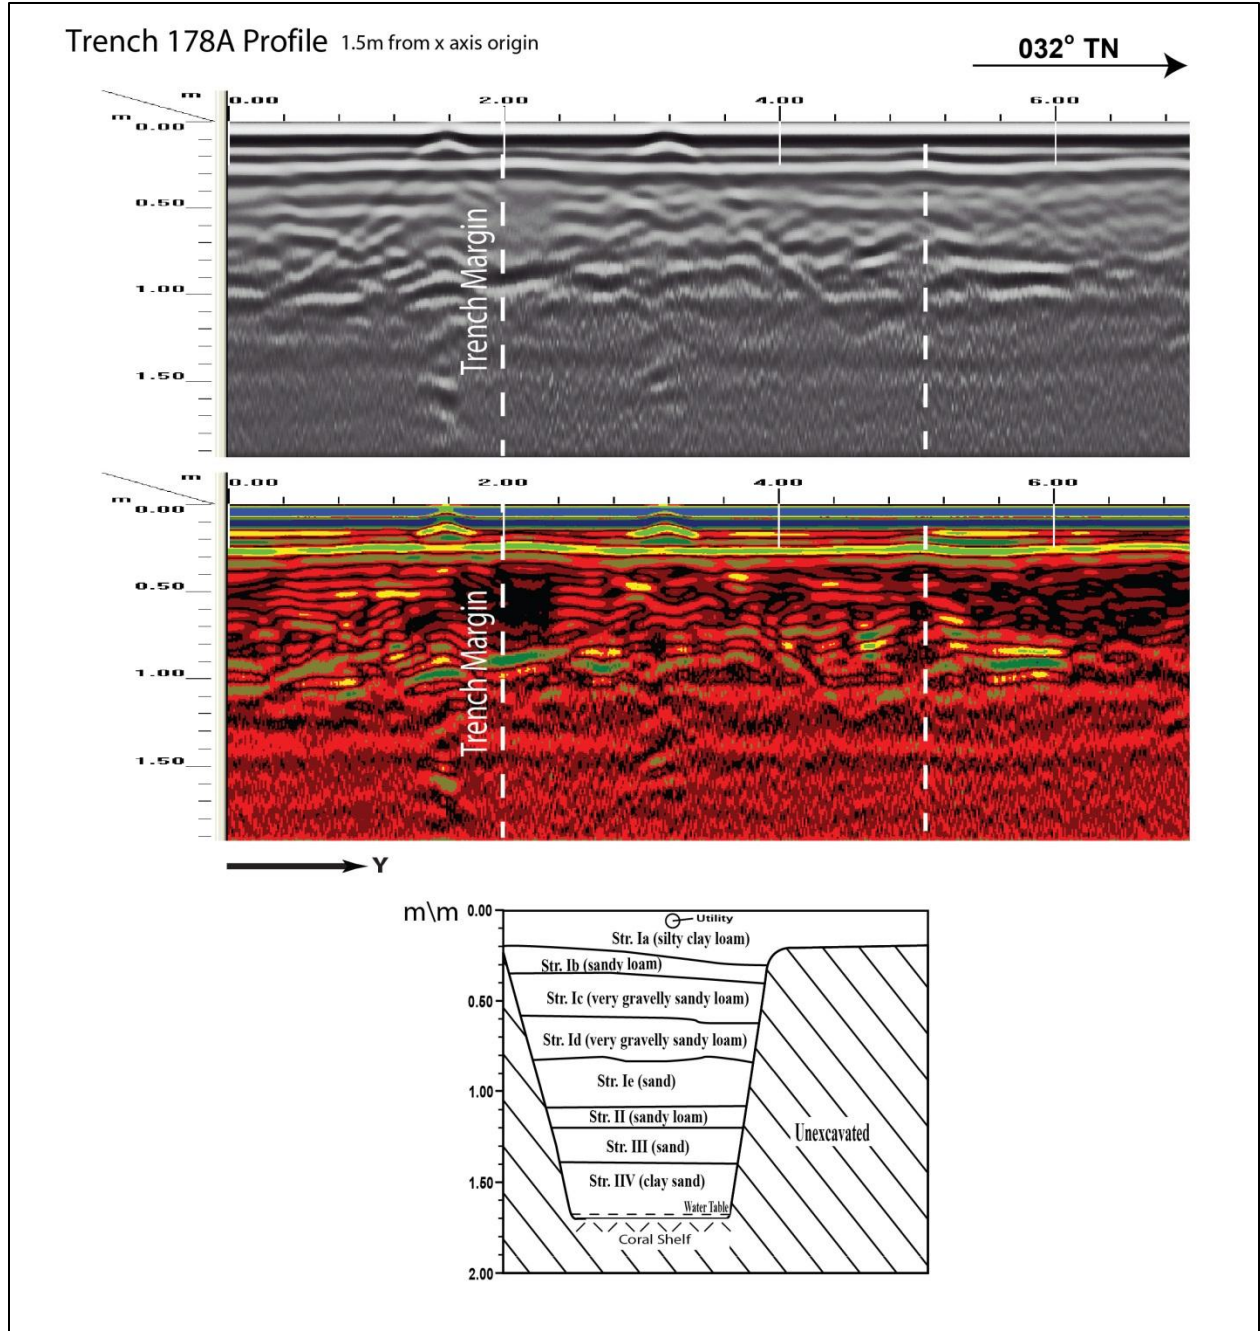 Trench 178A Profile 1.5m from x axis origin
032° TN
m 0.00 2.00 4.00 6.00
m 0.00
0.50
1.00
1.50
Trench Margin
m 0.00 2.00 4.00 6.00
m 0.00
0.50
1.00
1.50
Trench Margin
Y
m\m 0.00
Utility
Str. Ia (silty clay loam)
Str. Ib (sandy loam)
Str. Ic (very gravelly sandy loam)
0.50
Str. Id (very gravelly sandy loam)
Str. Ie (sand)
1.00
Str. II (sandy loam)
Unexcavated
Str. III (sand)
1.50
Str. IIV (clay sand)
Water Table
Coral Shelf
2.00